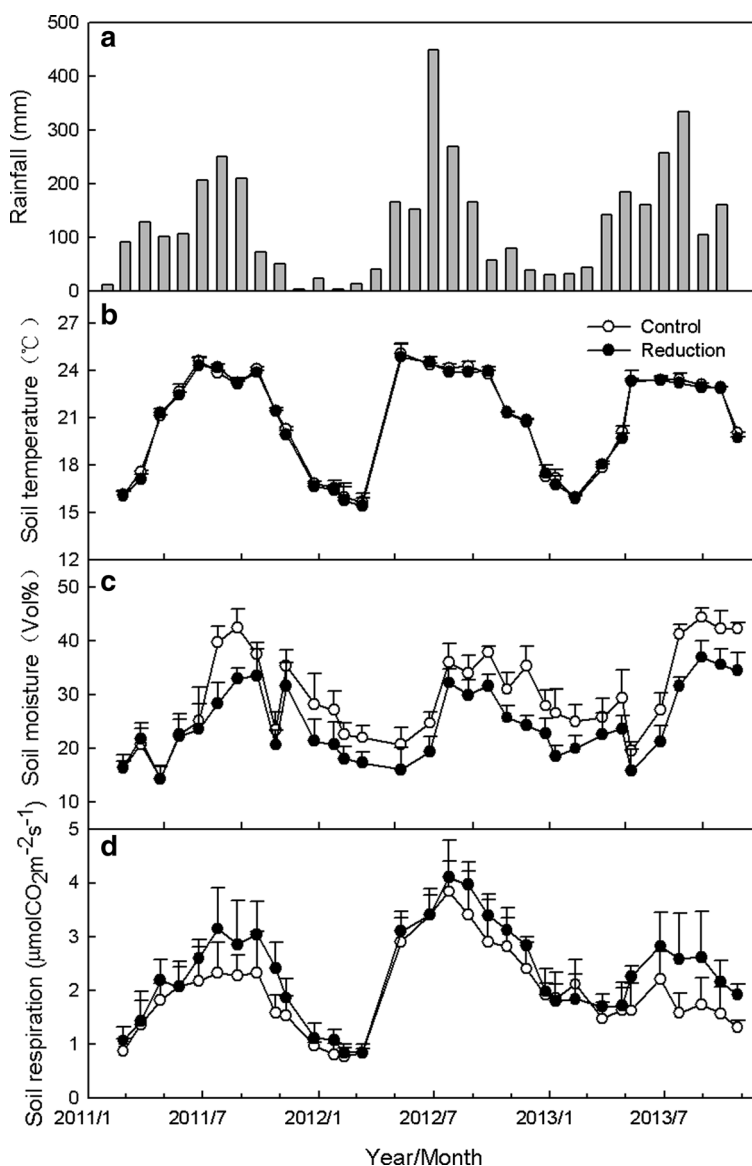 a
500
400
300
200
100
0
Rainfall (mm)
b
27
24
21
18
15
12
Soil temperature (℃)
Control
Reduction
c
50
40
30
20
10
Soil moisture (Vol%)
d
5
4
3
2
1
0
Soil respiration (μmolCO2m-2s-1)
2011/1 2011/7 2012/1 2012/7 2013/1 2013/7
Year/Month